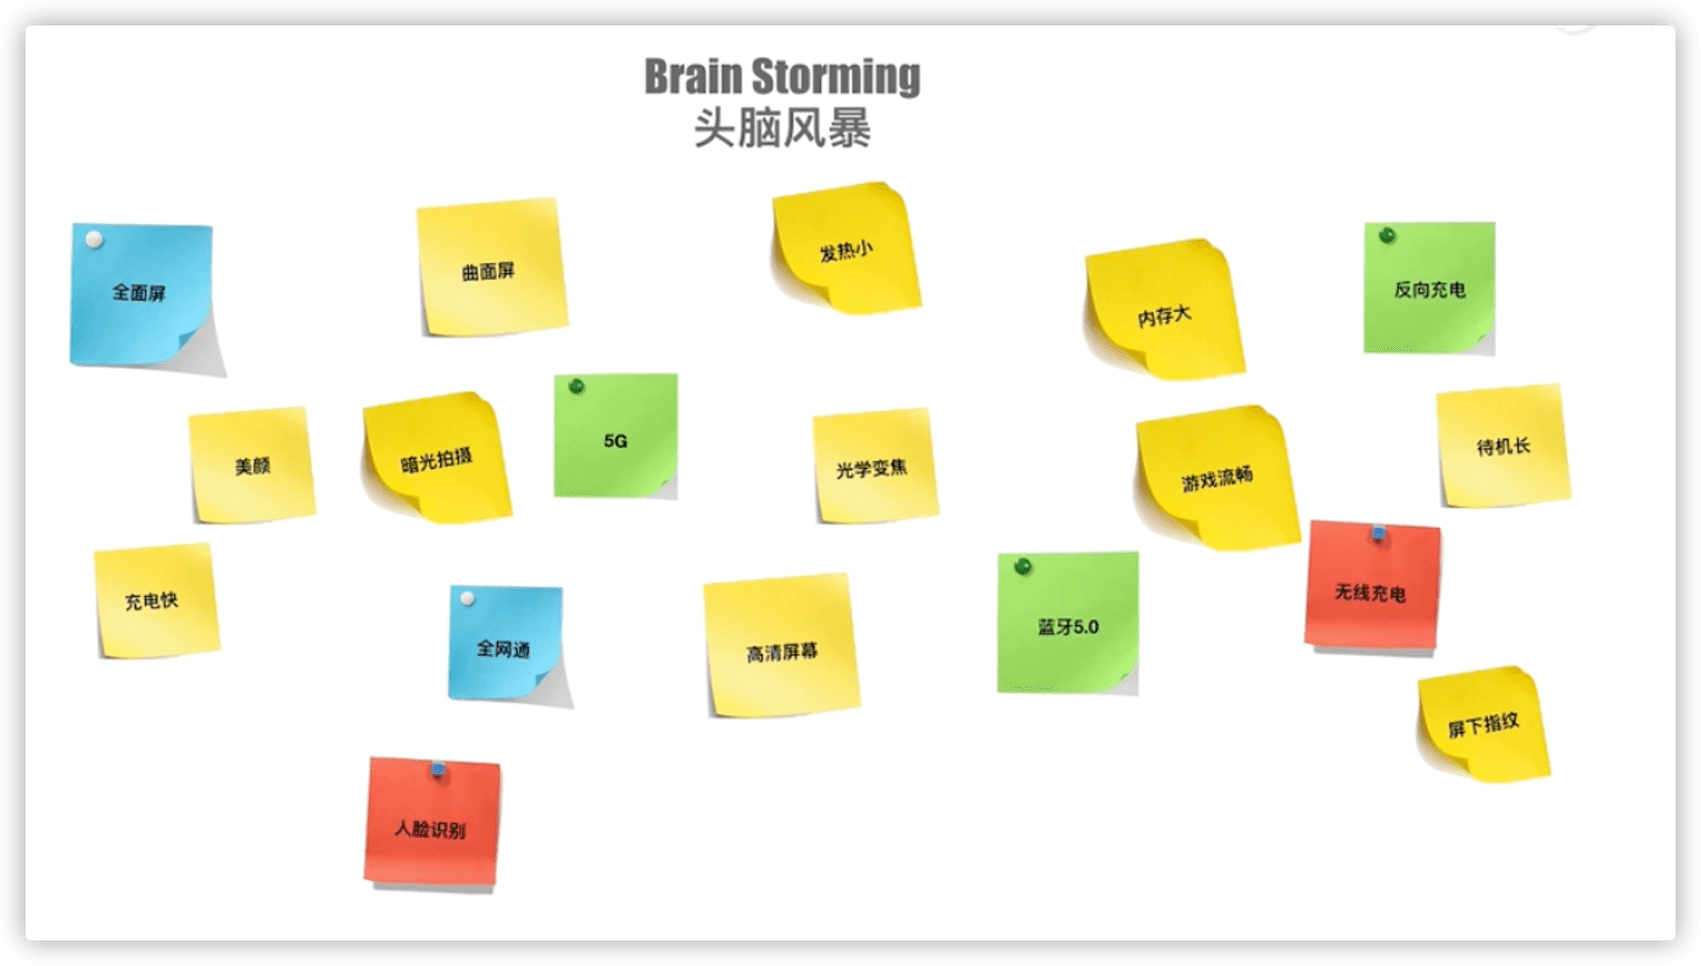 Brain Storming
头脑风暴
全面屏
曲面屏
发热小
内存大
反向充电
美颜
暗光拍摄
5G
光学变焦
游戏流畅
待机长
充电快
全网通
高清屏幕
蓝牙5.0
无线充电
屏下指纹
人脸识别